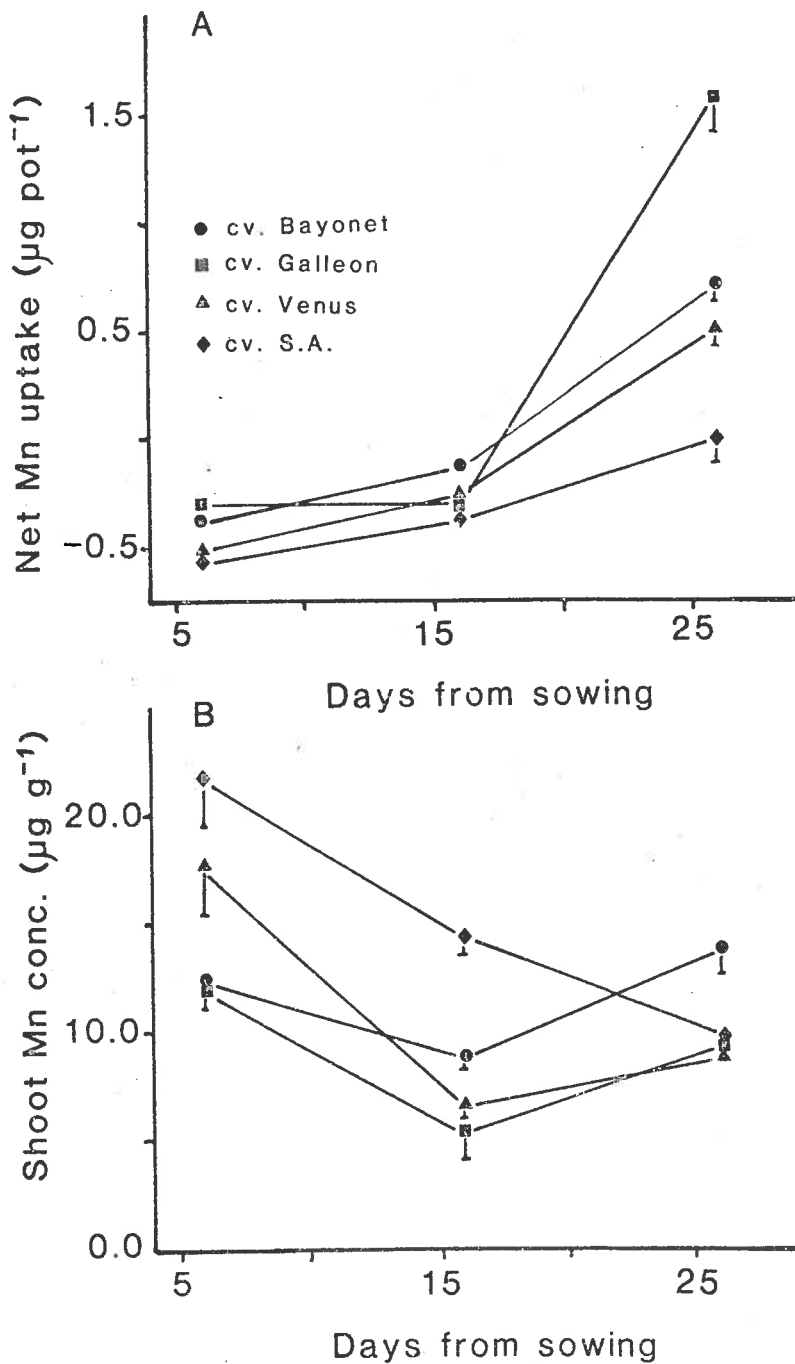 A
Net Mn uptake (µg pot⁻¹)
1.5
0.5
−0.5
cv. Bayonet
cv. Galleon
cv. Venus
cv. S.A.
5 15 25
Days from sowing
B
Shoot Mn conc. (µg g⁻¹)
20.0
10.0
0.0
5 15 25
Days from sowing